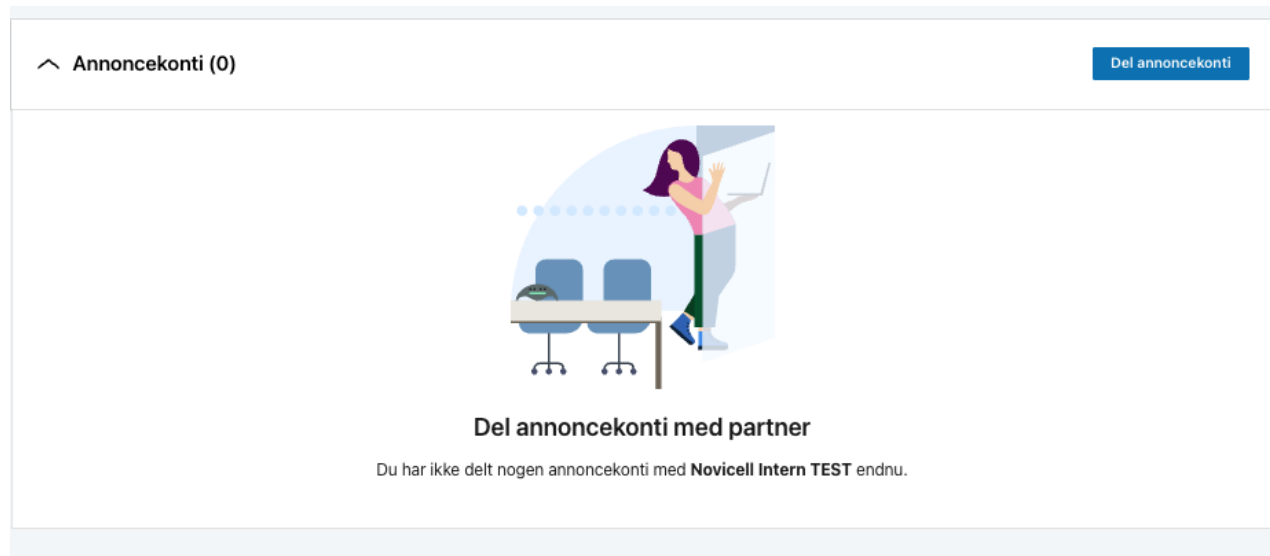 Annoncekonti (0)
Del annoncekonti
Del annoncekonti med partner
Du har ikke delt nogen annoncekonti med Novicell Intern TEST endnu.